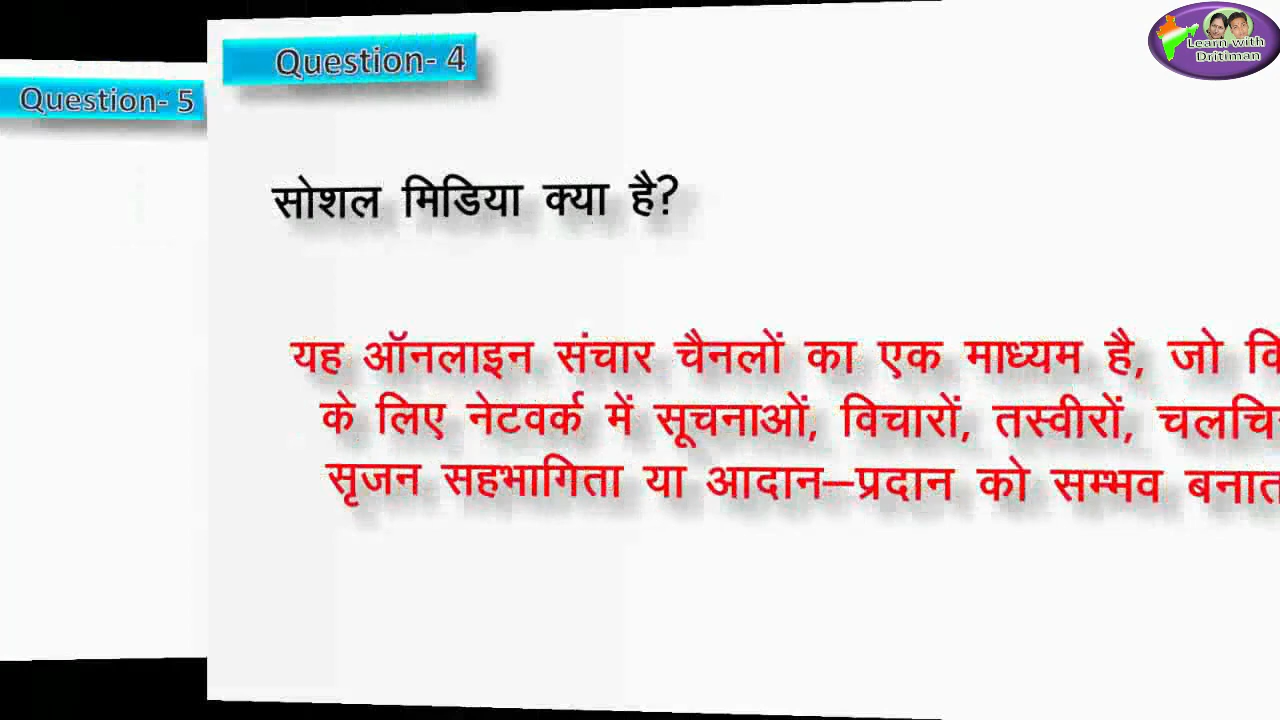 Question- 4
Learn with
Dritiman
Question- 5
सोशल मिडिया क्या है?
यह ऑनलाइन संचार चैनलों का एक माध्यम है, जो
के लिए नेटवर्क में सूचनाओं, विचारों, तस्वीरों,
सृजन सहभागिता या आदान–प्रदान को सम्भव